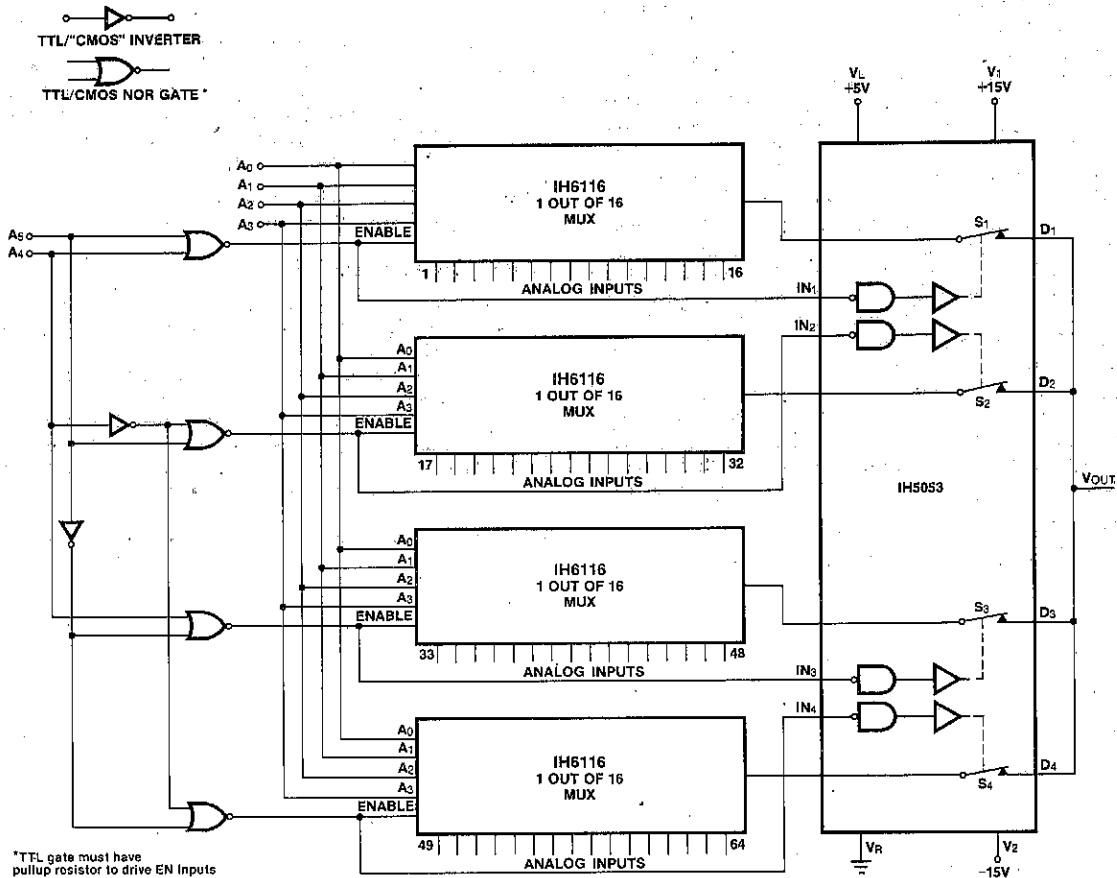 TTL/"CMOS" INVERTER
TTL/CMOS NOR GATE *
VL
+5V
V1
+15V
A0
A1
A2
A3
IH6116
1 OUT OF 16
MUX
ENABLE
1
16
ANALOG INPUTS
A5
A4
S1
D1
IN1
IN2
A0
A1
A2
A3
ENABLE
IH6116
1 OUT OF 16
MUX
17
32
ANALOG INPUTS
S2
D2
IH5053
VOUT
A0
A1
A2
A3
ENABLE
IH6116
1 OUT OF 16
MUX
33
48
ANALOG INPUTS
S3
D3
IN3
IN4
A0
A1
A2
A3
ENABLE
IH6116
1 OUT OF 16
MUX
49
64
ANALOG INPUTS
S4
D4
VR
V2
-15V
*TTL gate must have
pullup resistor to drive EN Inputs